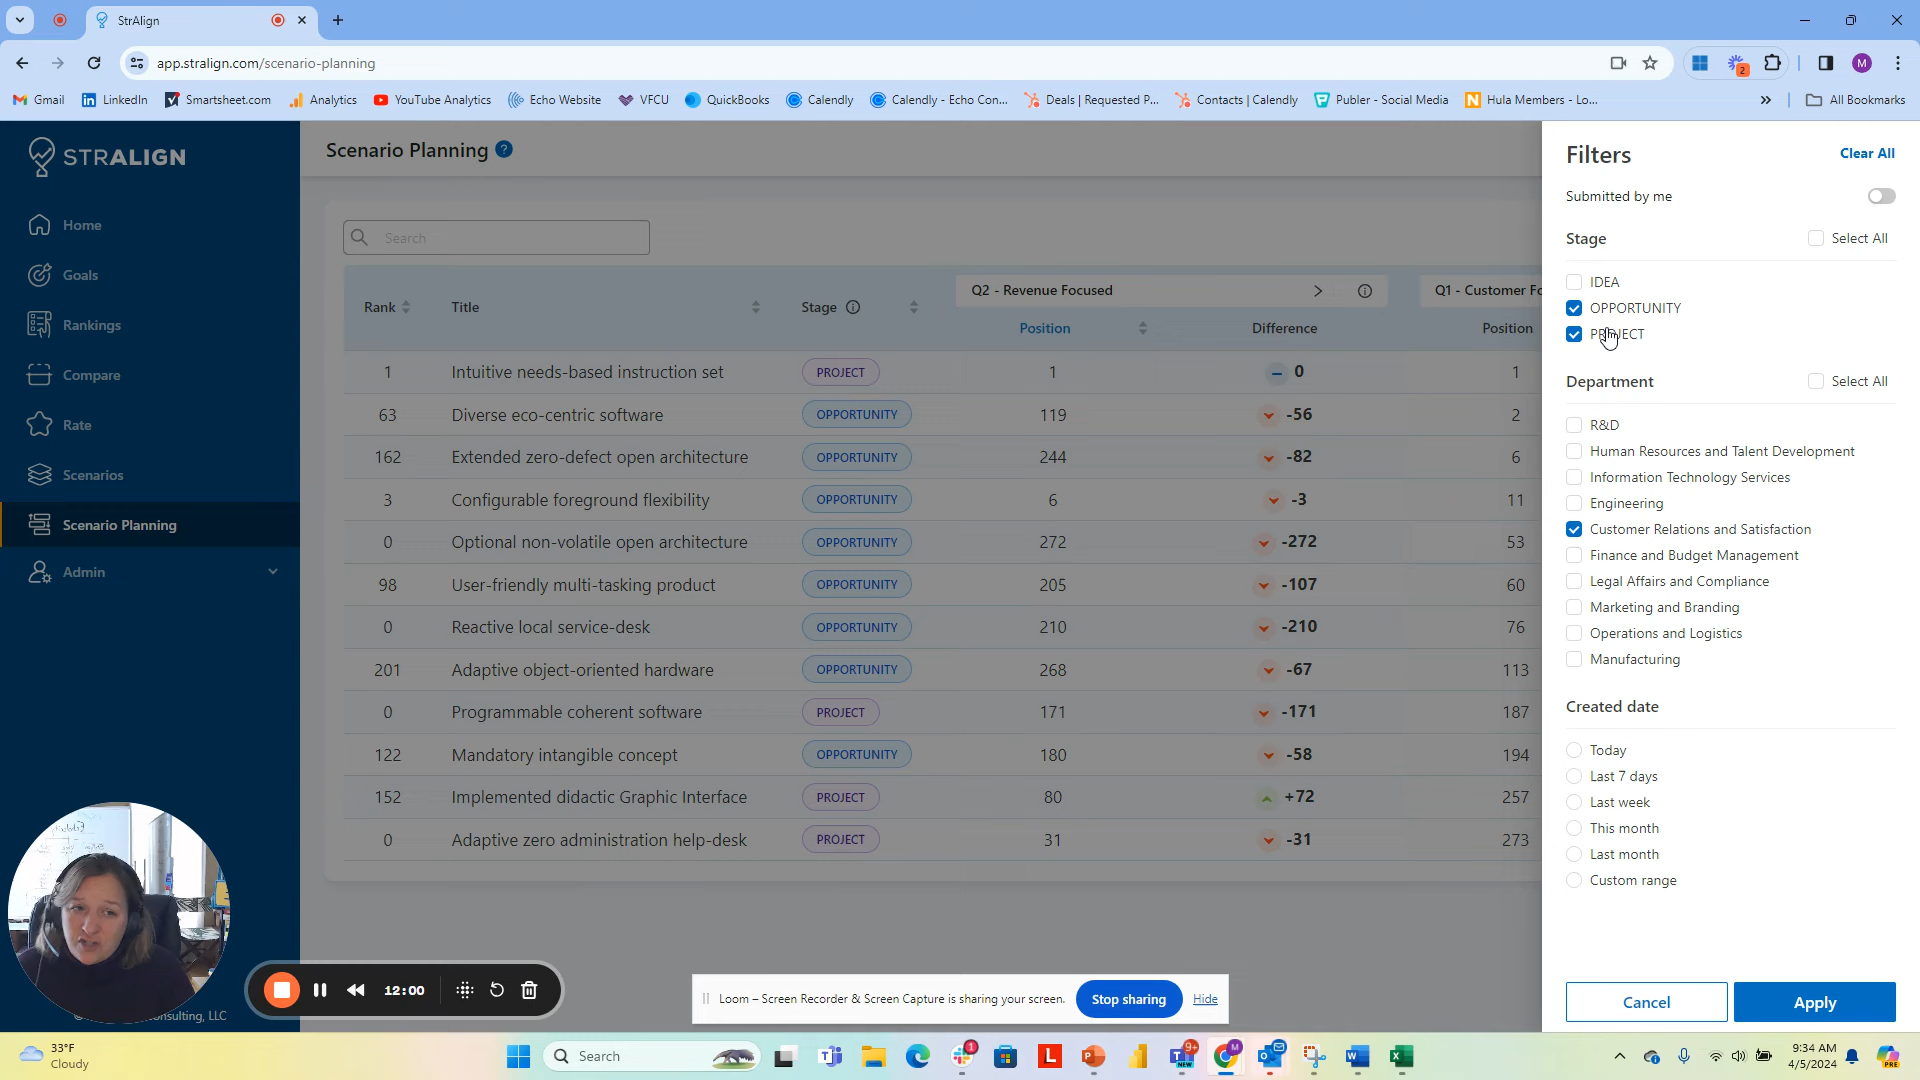 StrAlign
app.stralign.com/scenario-planning
2
M
Gmail
LinkedIn
Smartsheet.com
Analytics
YouTube Analytics
Echo Website
VFCU
QuickBooks
Calendly
Calendly - Echo Con...
Deals | Requested P...
Contacts | Calendly
Publer - Social Media
Hula Members - Lo...
All Bookmarks
STRALIGN
Home
Goals
Rankings
Compare
Rate
Scenarios
Scenario Planning
Admin
Scenario Planning ?
Search
Rank Title Stage Q2 - Revenue Focused Q1 - Customer Fo
Position Difference Position
1 Intuitive needs-based instruction set PROJECT 1 0 1
63 Diverse eco-centric software OPPORTUNITY 119 -56 2
162 Extended zero-defect open architecture OPPORTUNITY 244 -82 6
3 Configurable foreground flexibility OPPORTUNITY 6 -3 11
0 Optional non-volatile open architecture OPPORTUNITY 272 -272 53
98 User-friendly multi-tasking product OPPORTUNITY 205 -107 60
0 Reactive local service-desk OPPORTUNITY 210 -210 76
201 Adaptive object-oriented hardware OPPORTUNITY 268 -67 113
0 Programmable coherent software PROJECT 171 -171 187
122 Mandatory intangible concept OPPORTUNITY 180 -58 194
152 Implemented didactic Graphic Interface PROJECT 80 +72 257
0 Adaptive zero administration help-desk PROJECT 31 -31 273
Filters
Clear All
Submitted by me
Stage
Select All
IDEA
OPPORTUNITY
PROJECT
Department
Select All
R&D
Human Resources and Talent Development
Information Technology Services
Engineering
Customer Relations and Satisfaction
Finance and Budget Management
Legal Affairs and Compliance
Marketing and Branding
Operations and Logistics
Manufacturing
Created date
Today
Last 7 days
Last week
This month
Last month
Custom range
Cancel
Apply
12:00
onsulting, LLC
Loom – Screen Recorder & Screen Capture is sharing your screen.
Stop sharing
Hide
33°F
Cloudy
Search
1
9+
NEW
M
9:34 AM
4/5/2024
PRE